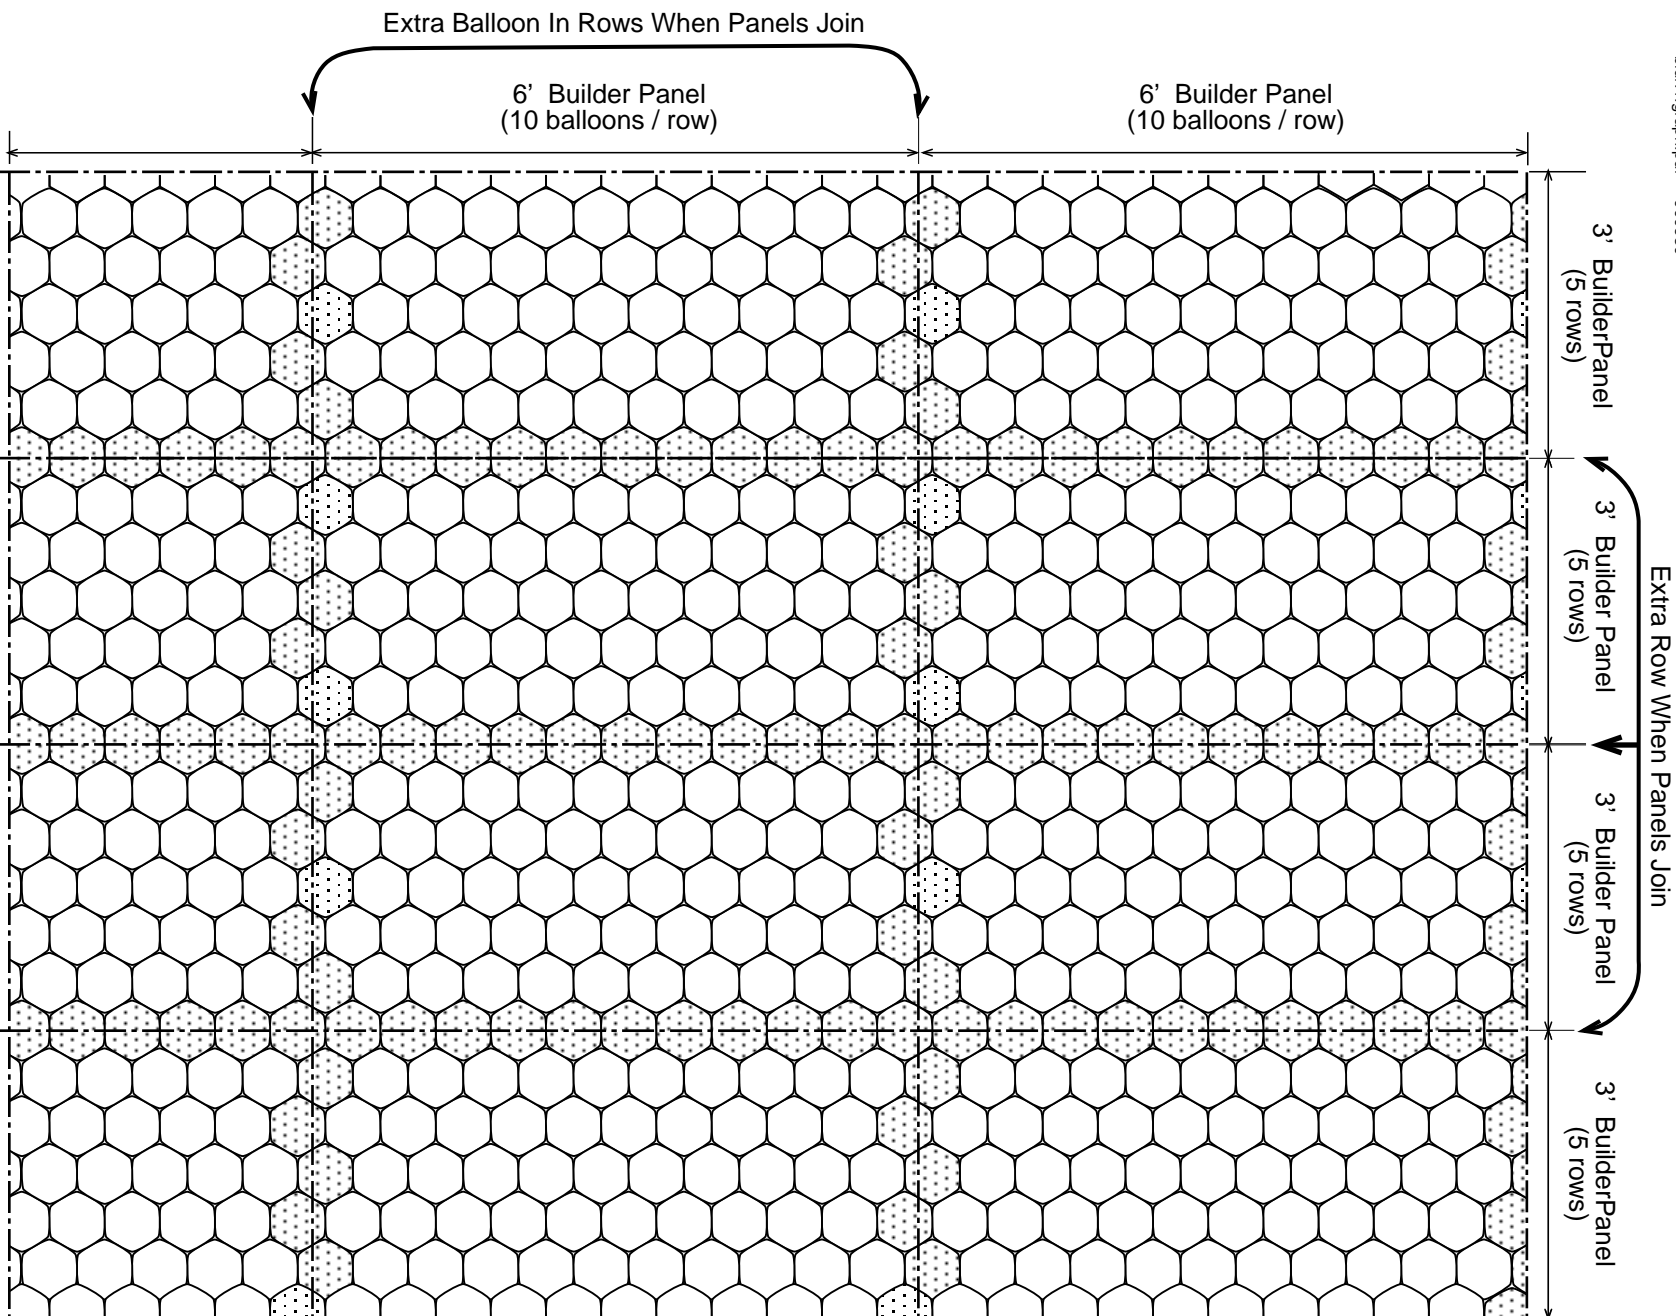 Extra Balloon In Rows When Panels Join
6’ Builder Panel
(10 balloons / row)
6’ Builder Panel
(10 balloons / row)
3’ BuilderPanel
(5 rows)
3’ Builder Panel
(5 rows)
Extra Row When Panels Join
3’ Builder Panel
(5 rows)
3’ BuilderPanel
(5 rows)